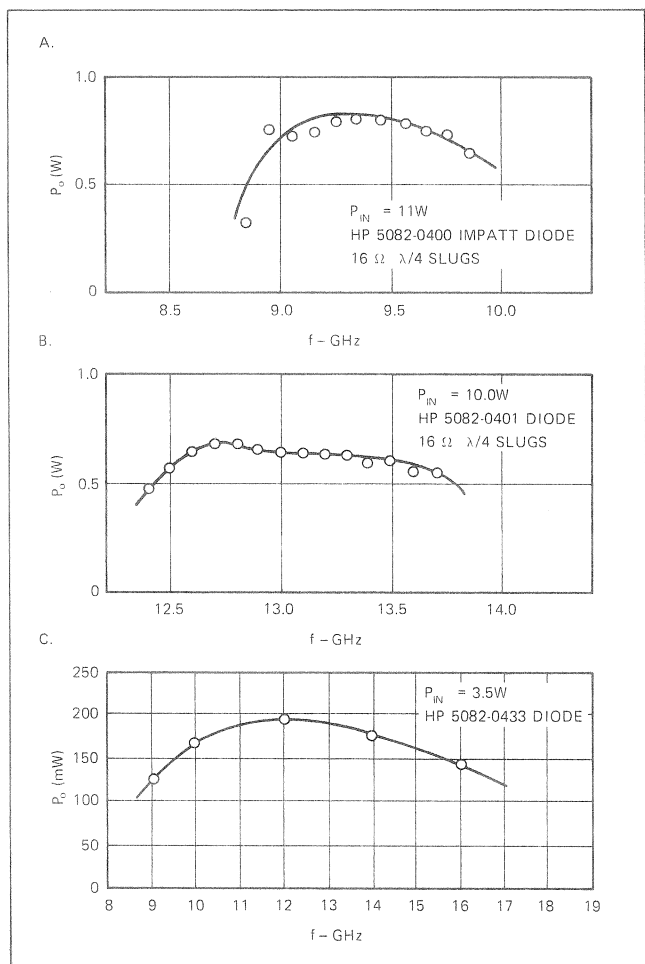 A.
1.0
0.5
0
P₀ (W)
P_IN = 11W
HP 5082-0400 IMPATT DIODE
16 Ω λ/4 SLUGS
8.5 9.0 9.5 10.0
f – GHz
B.
1.0
0.5
0
P₀ (W)
P_IN = 10.0W
HP 5082-0401 DIODE
16 Ω λ/4 SLUGS
12.5 13.0 13.5 14.0
f – GHz
C.
250
200
150
100
50
0
P₀ (mW)
P_IN = 3.5W
HP 5082-0433 DIODE
8 9 10 11 12 13 14 15 16 17 18 19
f – GHz